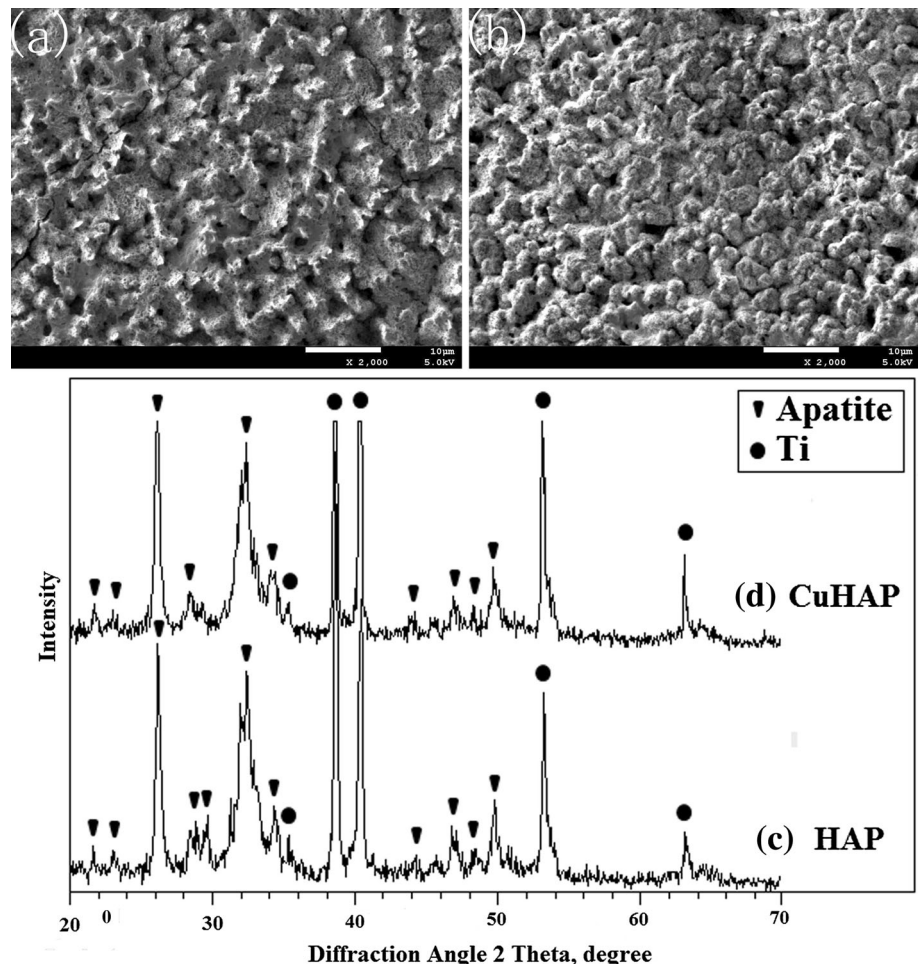 (a)
(b)
10μm
X 2,000 5.0kV
10μm
X 2,000 5.0kV
Apatite
Ti
(d) CuHAP
(c) HAP
Intensity
20 0 30 40 50 60 70
Diffraction Angle 2 Theta, degree